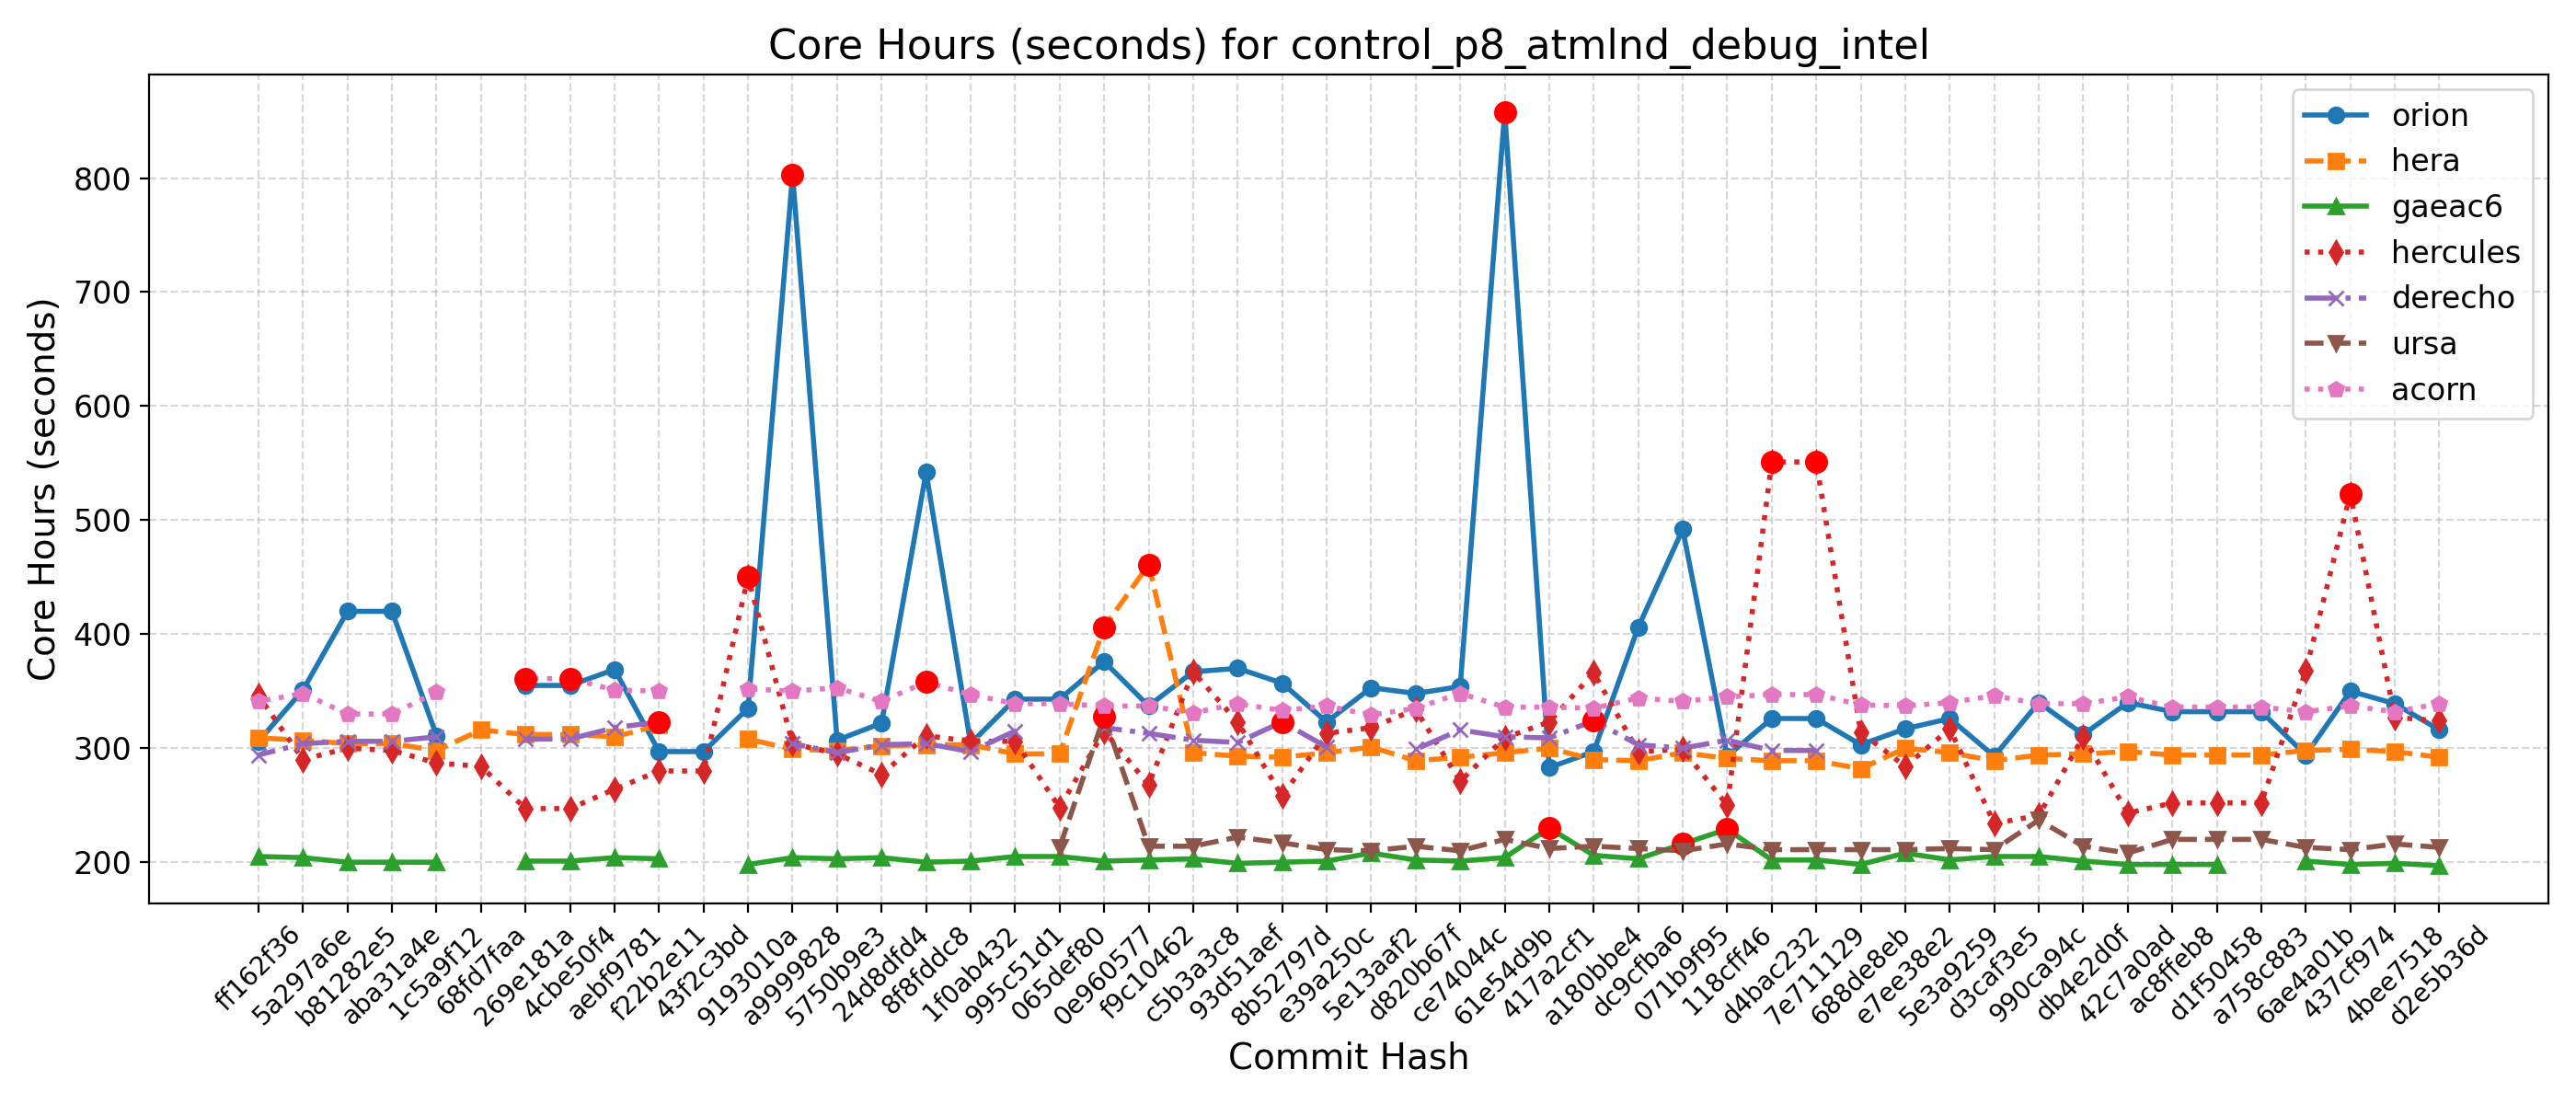 Core Hours (seconds) for control_p8_atmlnd_debug_intel
Core Hours (seconds)
800
700
600
500
400
300
200
orion
hera
gaeac6
hercules
derecho
ursa
acorn
ff162f36
5a297a6e
b81282e5
aba31a4e
1c5a9f12
68fd7faa
269e181a
4cbe50f4
aebf9781
f22b2e11
43f2c3bd
9193010a
a9999828
5750b9e3
24d8dfd4
8f8fddc8
1f0ab432
995c51d1
065def80
0e960577
f9c10462
c5b3a3c8
93d51aef
8b52797d
e39a250c
5e13aaf2
d820b67f
ce74044c
61e54d9b
417a2cf1
a180bbe4
dc9cfba6
071b9f95
118cff46
d4bac232
7e711129
688de8eb
e7ee38e2
5e3a9259
d3caf3e5
990ca94c
db4e2d0f
42c7a0ad
ac8ffeb8
d1f50458
a758c883
6ae4a01b
437cf974
4bee7518
d2e5b36d
Commit Hash